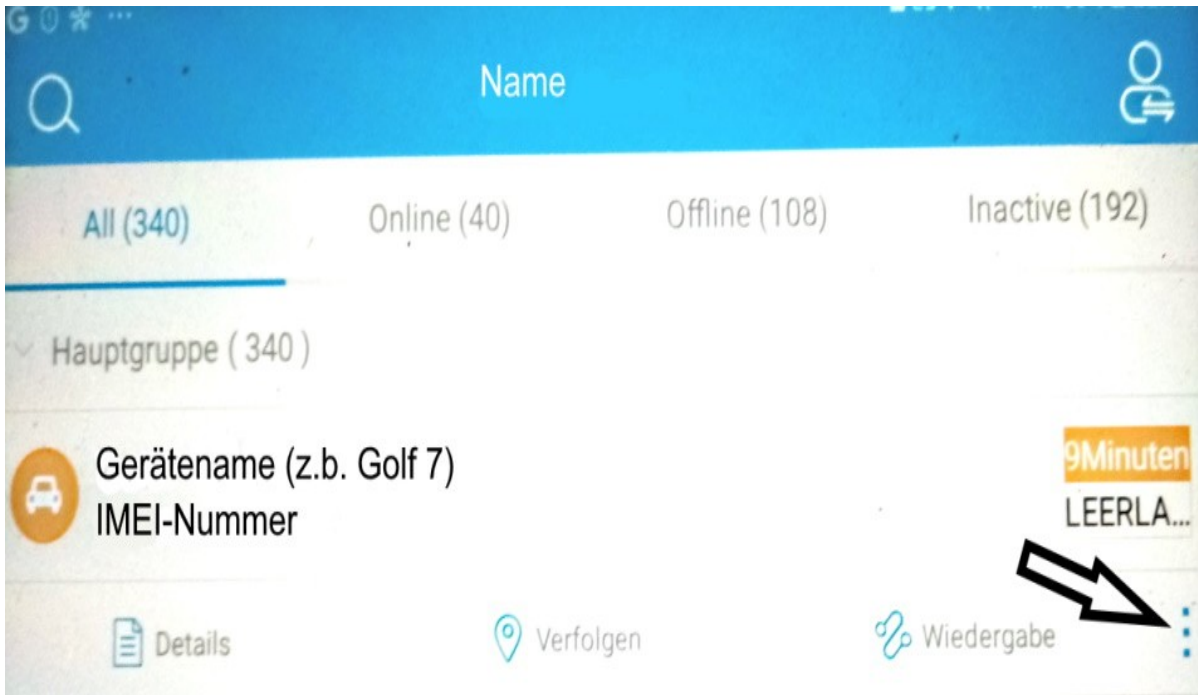 Name
All (340)
Online (40)
Offline (108)
Inactive (192)
Hauptgruppe ( 340 )
Gerätename (z.b. Golf 7)
9Minuten
IMEI-Nummer
LEERLA...
Details
Verfolgen
Wiedergabe